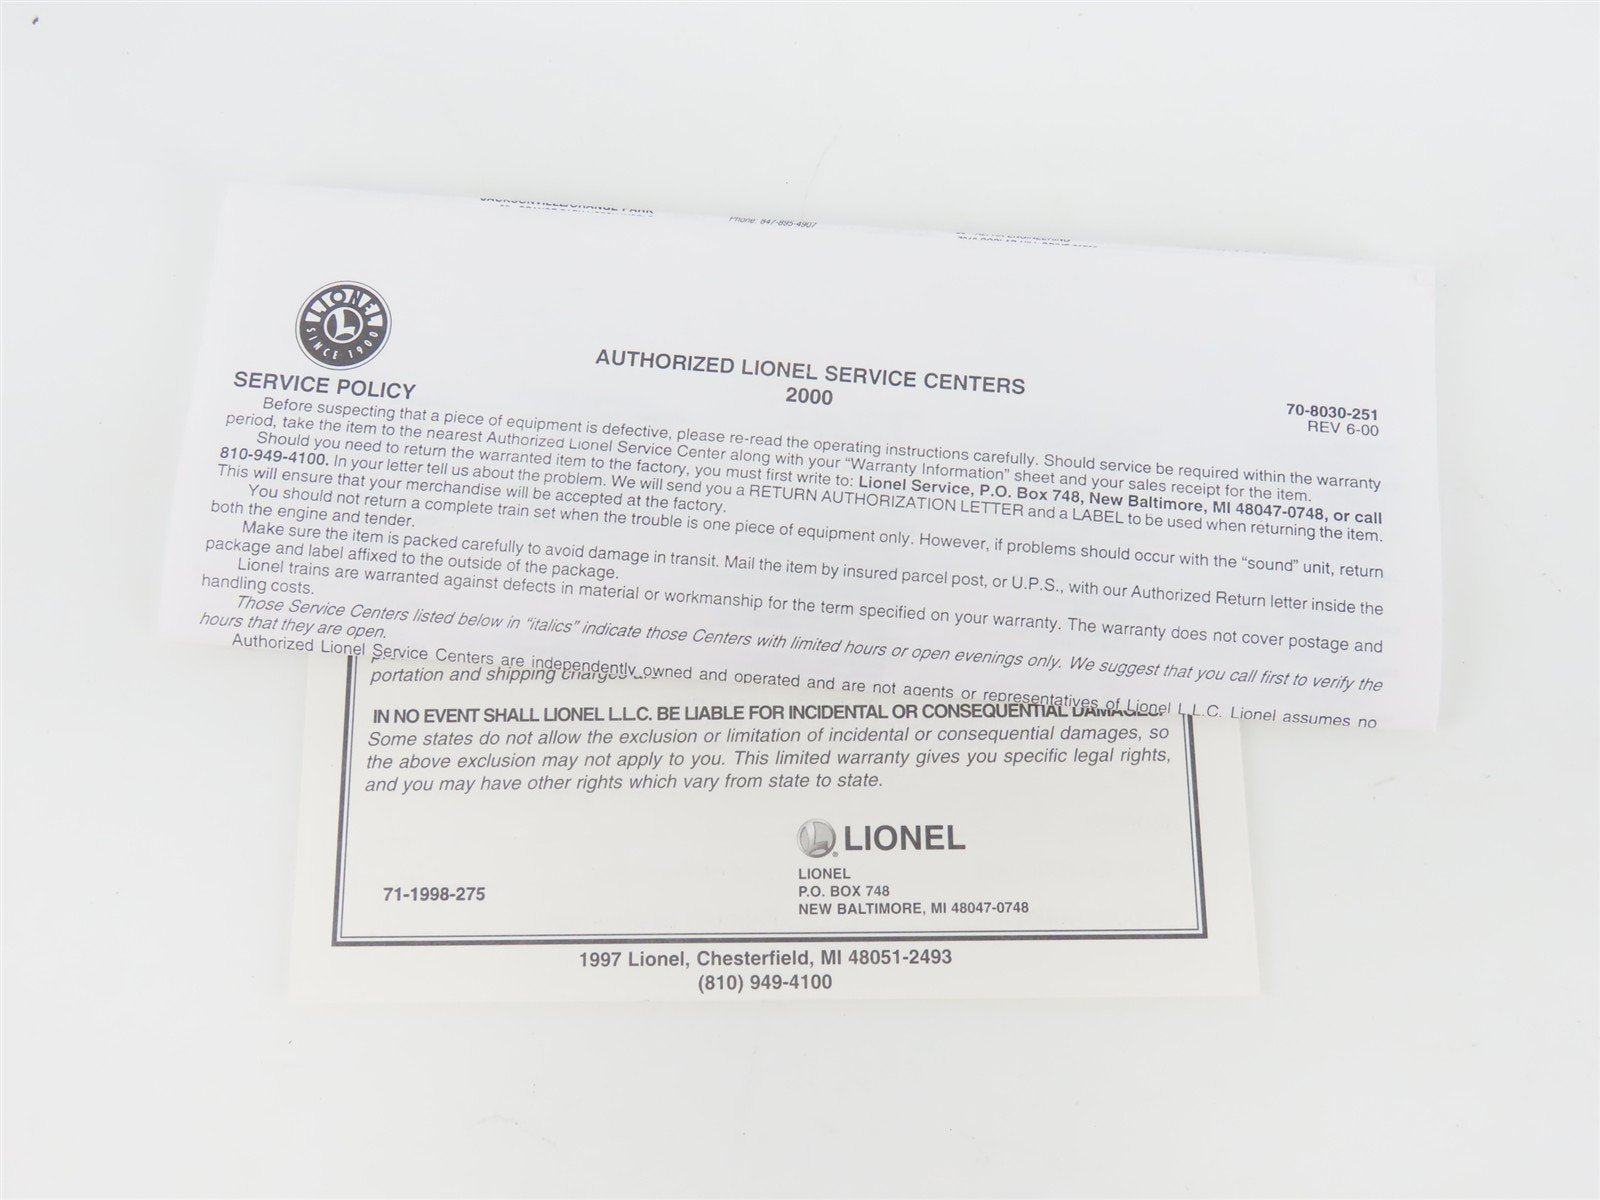 Phone 847-895-4907
LIONEL
L
SINCE 1900
AUTHORIZED LIONEL SERVICE CENTERS
2000
70-8030-251
REV 6-00
SERVICE POLICY
Before suspecting that a piece of equipment is defective, please re-read the operating instructions carefully. Should service be required within the warranty
period, take the item to the nearest Authorized Lionel Service Center along with your “Warranty Information” sheet and your sales receipt for the item.
Should you need to return the warranted item to the factory, you must first write to: Lionel Service, P.O. Box 748, New Baltimore, MI 48047-0748, or call
810-949-4100. In your letter tell us about the problem. We will send you a RETURN AUTHORIZATION LETTER and a LABEL to be used when returning the item.
This will ensure that your merchandise will be accepted at the factory.
You should not return a complete train set when the trouble is one piece of equipment only. However, if problems should occur with the “sound” unit, return
both the engine and tender.
Make sure the item is packed carefully to avoid damage in transit. Mail the item by insured parcel post, or U.P.S., with our Authorized Return letter inside the
package and label affixed to the outside of the package.
Lionel trains are warranted against defects in material or workmanship for the term specified on your warranty. The warranty does not cover postage and
handling costs.
Those Service Centers listed below in “italics” indicate those Centers with limited hours or open evenings only. We suggest that you call first to verify the
hours that they are open.
Authorized Lionel Service Centers are independently owned and operated and are not agents or representatives of Lionel L.L.C. Lionel assumes no
portation and shipping charges
IN NO EVENT SHALL LIONEL L.L.C. BE LIABLE FOR INCIDENTAL OR CONSEQUENTIAL DAMAGES.
Some states do not allow the exclusion or limitation of incidental or consequential damages, so
the above exclusion may not apply to you. This limited warranty gives you specific legal rights,
and you may have other rights which vary from state to state.
L LIONEL
LIONEL
P.O. BOX 748
NEW BALTIMORE, MI 48047-0748
71-1998-275
1997 Lionel, Chesterfield, MI 48051-2493
(810) 949-4100